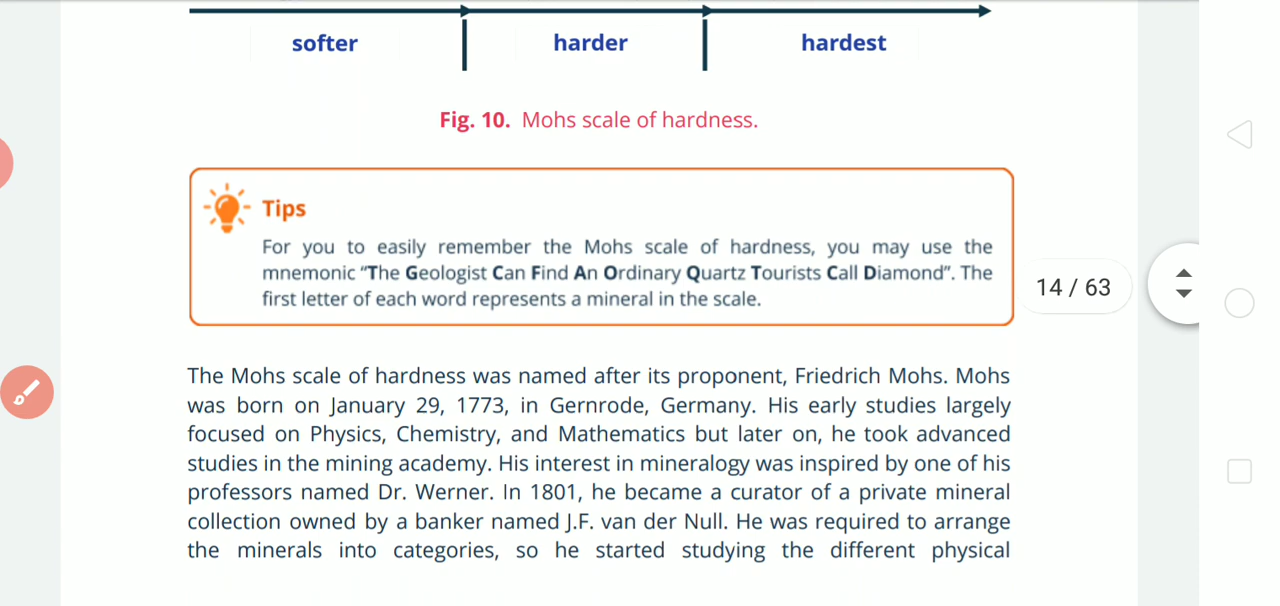 softer harder hardest
Fig. 10. Mohs scale of hardness.
Tips
For you to easily remember the Mohs scale of hardness, you may use the
mnemonic “The Geologist Can Find An Ordinary Quartz Tourists Call Diamond”. The
first letter of each word represents a mineral in the scale.
14 / 63
The Mohs scale of hardness was named after its proponent, Friedrich Mohs. Mohs
was born on January 29, 1773, in Gernrode, Germany. His early studies largely
focused on Physics, Chemistry, and Mathematics but later on, he took advanced
studies in the mining academy. His interest in mineralogy was inspired by one of his
professors named Dr. Werner. In 1801, he became a curator of a private mineral
collection owned by a banker named J.F. van der Null. He was required to arrange
the minerals into categories, so he started studying the different physical